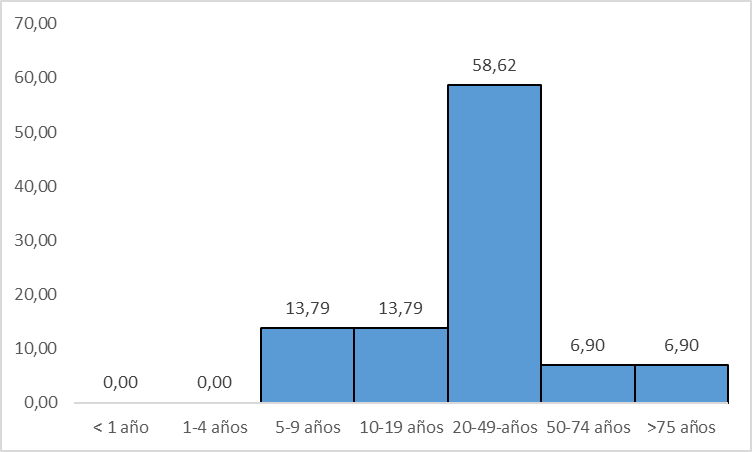 70,00
60,00
50,00
40,00
30,00
20,00
10,00
0,00
0,00
0,00
13,79
13,79
58,62
6,90
6,90
< 1 año
1-4 años
5-9 años
10-19 años
20-49-años
50-74 años
>75 años